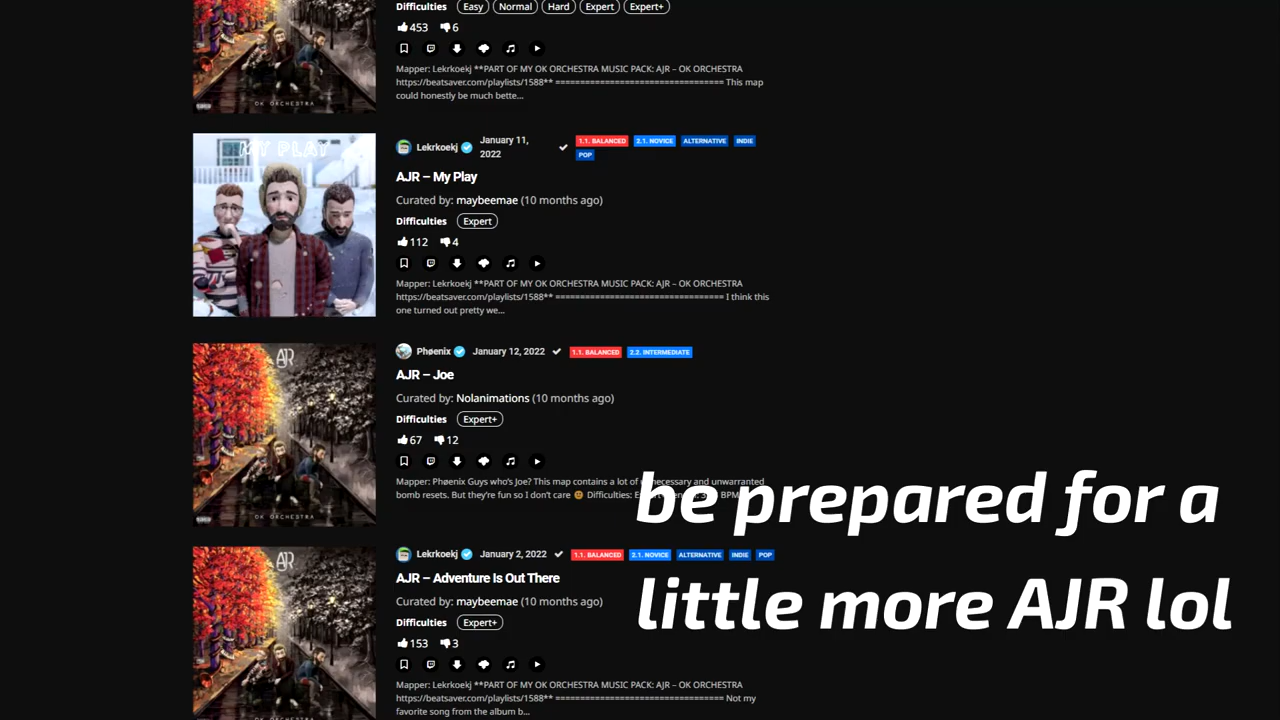 Easy Normal Hard Expert Expert+
453 6
Mapper: Lekrkoekj **PART OF MY OK ORCHESTRA MUSIC PACK: AJR – OK ORCHESTRA
https://beatsaver.com/playlists/1588** ================================== This map
could honestly be much bette...
OK ORCHESTRA
MY PLAY
Lekrkoekj January 11, 2022 1.1. BALANCED 2.1. NOVICE ALTERNATIVE INDIE
POP
AJR – My Play
Curated by: maybeemae (10 months ago)
Difficulties Expert
112 4
Mapper: Lekrkoekj **PART OF MY OK ORCHESTRA MUSIC PACK: AJR – OK ORCHESTRA
https://beatsaver.com/playlists/1588** ================================== I think this
one turned out pretty we...
AJR
Phøenix January 12, 2022 1.1. BALANCED 2.2. INTERMEDIATE
AJR – Joe
Curated by: Nolanimations (10 months ago)
Difficulties Expert+
67 12
Mapper: Phøenix Guys who's Joe? This map contains a lot of unnecessary and unwarranted
bomb resets. But they're fun so I don't care Difficulties: BPM
OK ORCHESTRA
be prepared for a
little more AJR lol
AJR
Lekrkoekj January 2, 2022 1.1. BALANCED 2.1. NOVICE ALTERNATIVE INDIE POP
AJR – Adventure Is Out There
Curated by: maybeemae (10 months ago)
Difficulties Expert+
153 3
Mapper: Lekrkoekj **PART OF MY OK ORCHESTRA MUSIC PACK: AJR – OK ORCHESTRA
https://beatsaver.com/playlists/1588** ================================== Not my
favorite song from the album b...